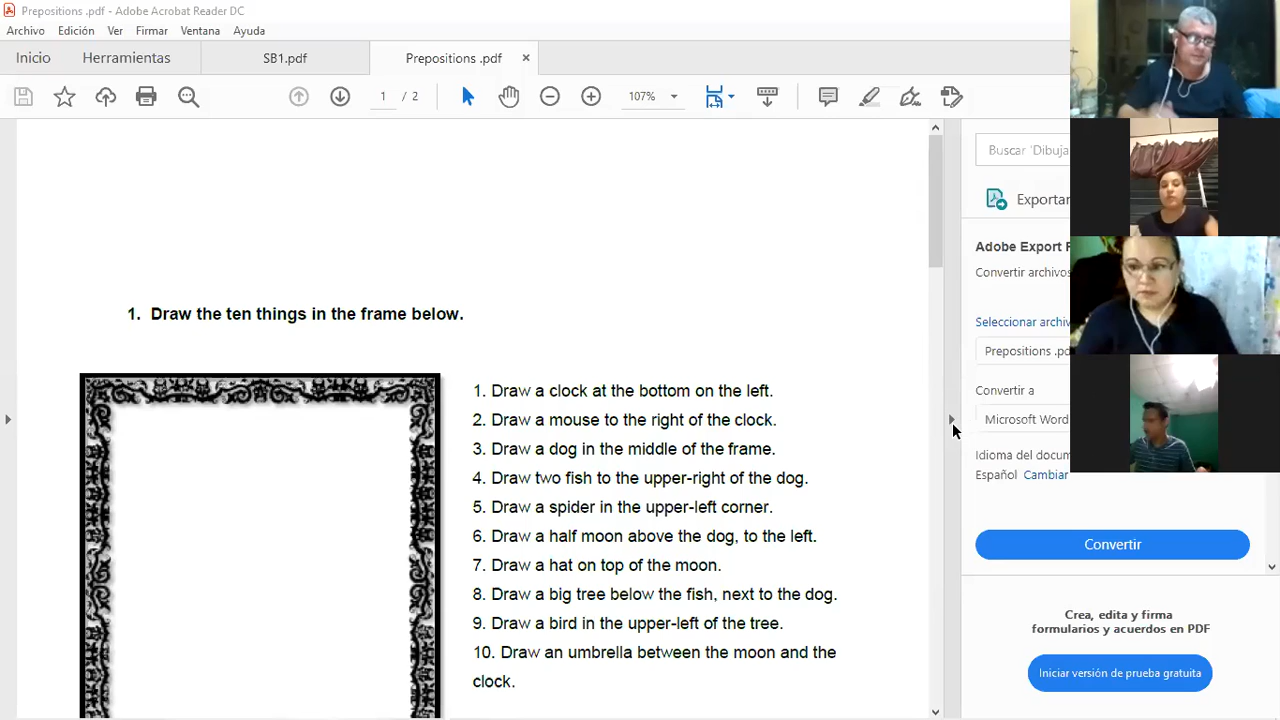 Prepositions .pdf - Adobe Acrobat Reader DC
Archivo Edición Ver Firmar Ventana Ayuda
Inicio Herramientas SB1.pdf Prepositions .pdf ×
1 / 2 107%
Buscar 'Dibuja
Exportar
Adobe Export
Convertir archivos
Seleccionar archiv
Prepositions .pd
Convertir a
Microsoft Word
Idioma del docum
Español Cambiar
Convertir
Crea, edita y firma
formularios y acuerdos en PDF
Iniciar versión de prueba gratuita
1. Draw the ten things in the frame below.
1. Draw a clock at the bottom on the left.
2. Draw a mouse to the right of the clock.
3. Draw a dog in the middle of the frame.
4. Draw two fish to the upper-right of the dog.
5. Draw a spider in the upper-left corner.
6. Draw a half moon above the dog, to the left.
7. Draw a hat on top of the moon.
8. Draw a big tree below the fish, next to the dog.
9. Draw a bird in the upper-left of the tree.
10. Draw an umbrella between the moon and the
clock.